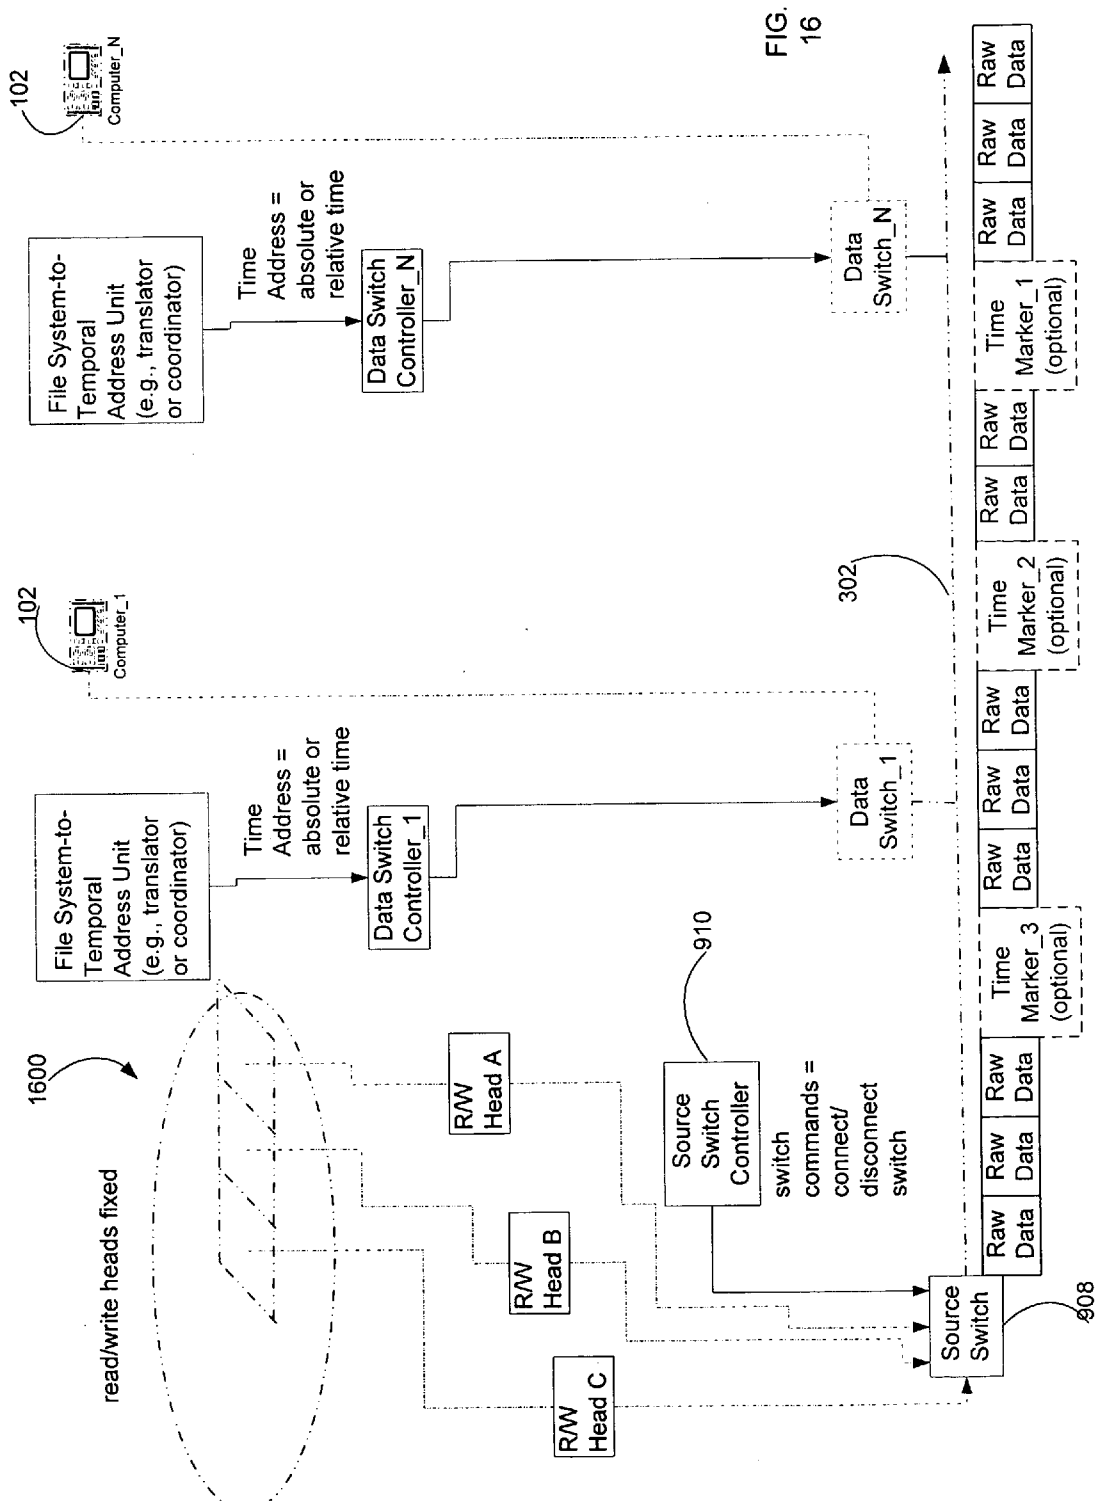 1600
read/write heads fixed
File System-to-
Temporal
Address Unit
(e.g., translator
or coordinator)
Time
Address =
absolute or
relative time
Data Switch
Controller_1
102
Computer_1
File System-to-
Temporal
Address Unit
(e.g., translator
or coordinator)
Time
Address =
absolute or
relative time
Data Switch
Controller_N
102
Computer_N
R/W
Head A
R/W
Head B
R/W
Head C
910
Source
Switch
Controller
switch
commands =
connect/
disconnect
switch
Source
Switch
908
Data
Switch_1
Data
Switch_N
302
Raw
Data
Raw
Data
Raw
Data
Time
Marker_3
(optional)
Raw
Data
Raw
Data
Raw
Data
Time
Marker_2
(optional)
Raw
Data
Raw
Data
Time
Marker_1
(optional)
Raw
Data
Raw
Data
Raw
Data
FIG.
16